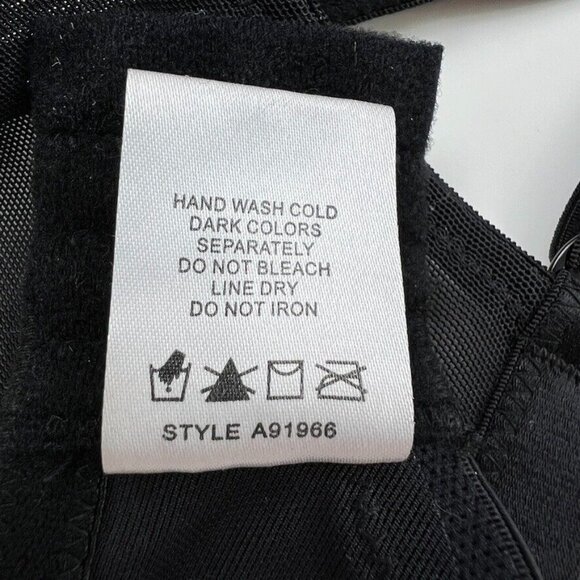 HAND WASH COLD
DARK COLORS
SEPARATELY
DO NOT BLEACH
LINE DRY
DO NOT IRON
STYLE A91966